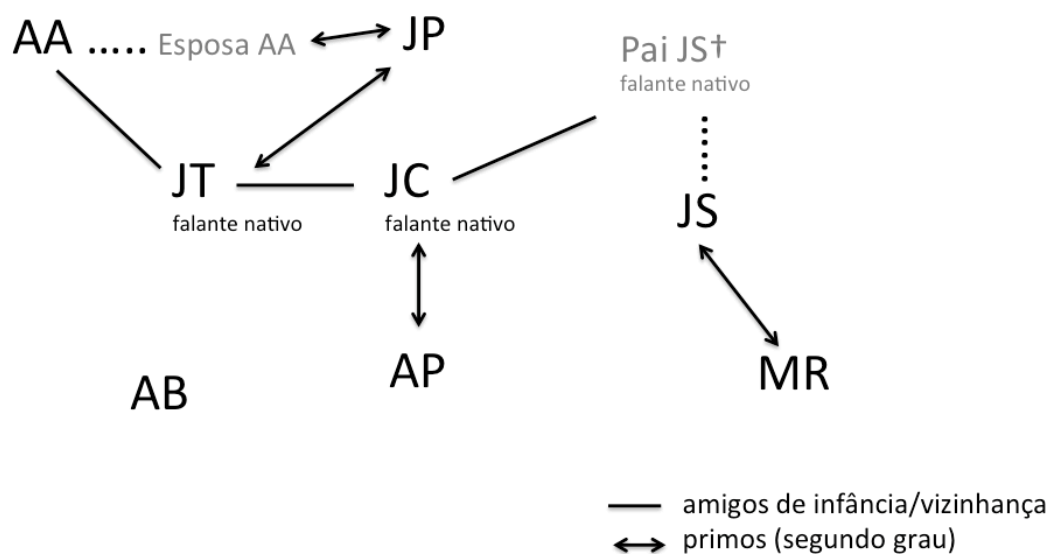 AA ..... Esposa AA JP
Pai JS†
falante nativo
JT JC
falante nativo falante nativo
JS
AP MR
AB
amigos de infância/vizinhança
primos (segundo grau)